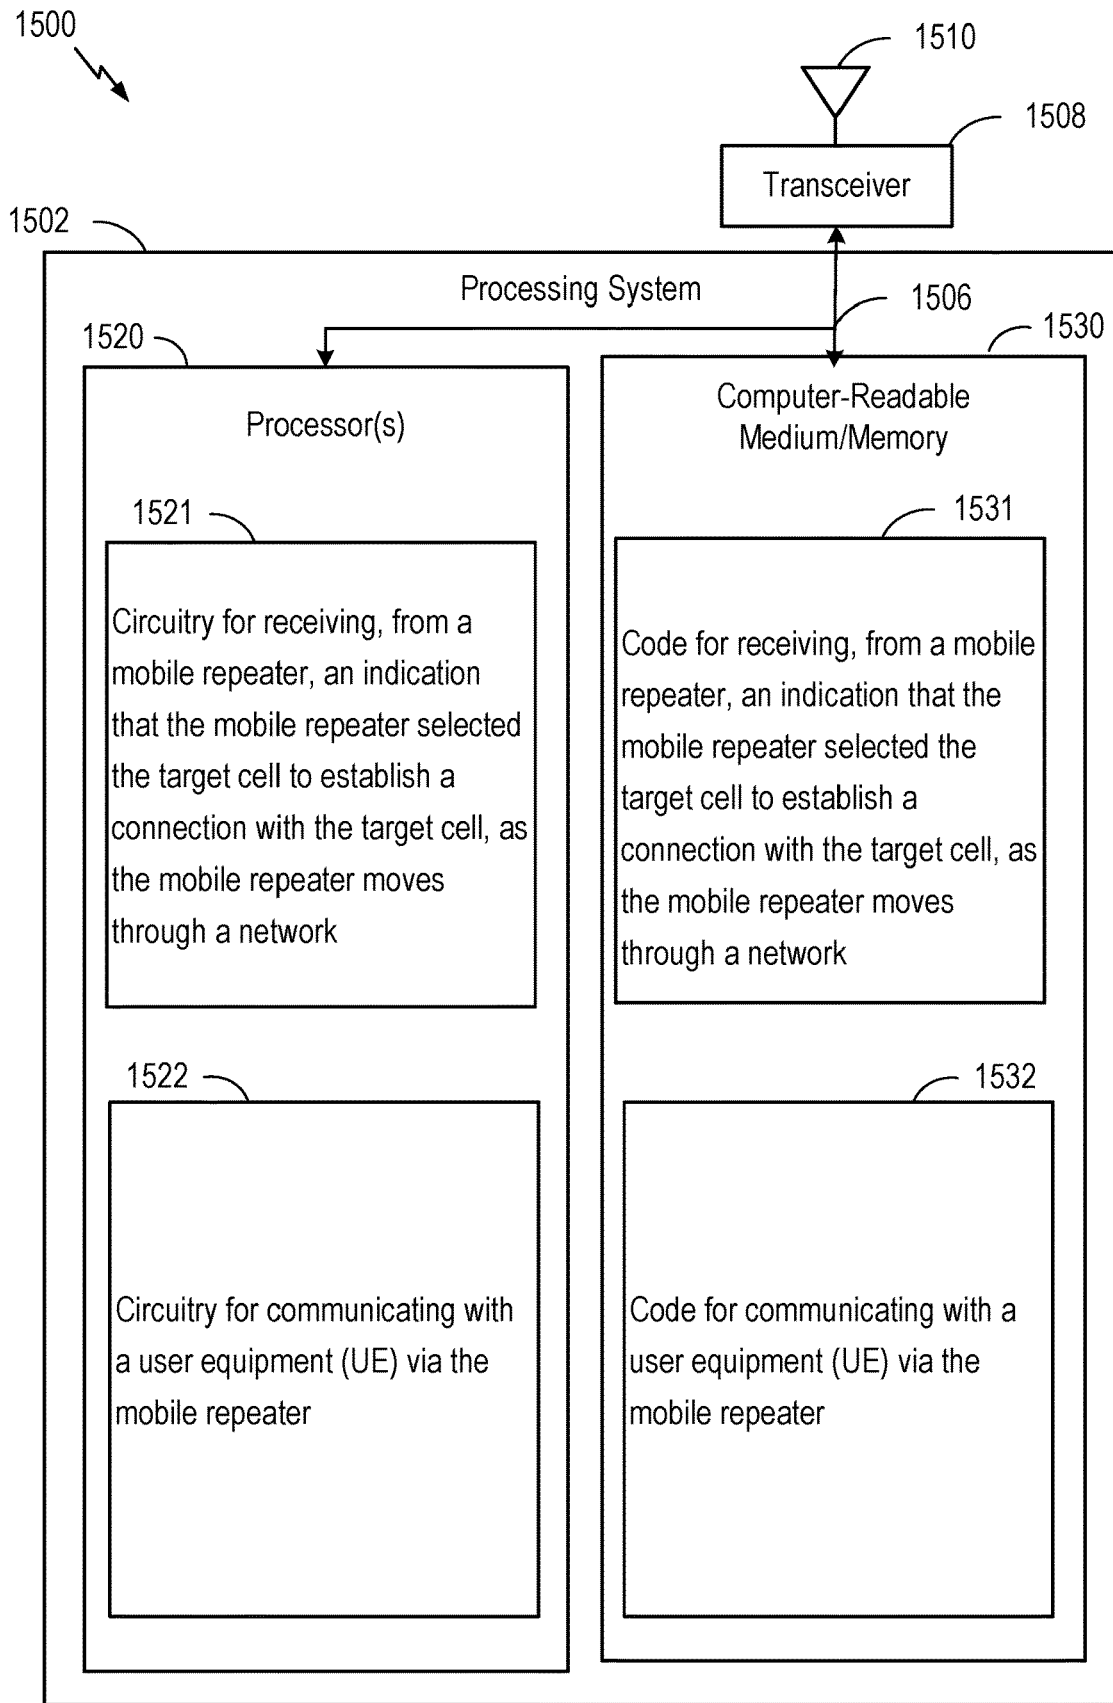 1500
1510
1508
Transceiver
1502
Processing System
1506
1520
1530
Processor(s)
Computer-Readable
Medium/Memory
1521
Circuitry for receiving, from a
mobile repeater, an indication
that the mobile repeater selected
the target cell to establish a
connection with the target cell, as
the mobile repeater moves
through a network
1531
Code for receiving, from a mobile
repeater, an indication that the
mobile repeater selected the
target cell to establish a
connection with the target cell, as
the mobile repeater moves
through a network
1522
Circuitry for communicating with
a user equipment (UE) via the
mobile repeater
1532
Code for communicating with a
user equipment (UE) via the
mobile repeater